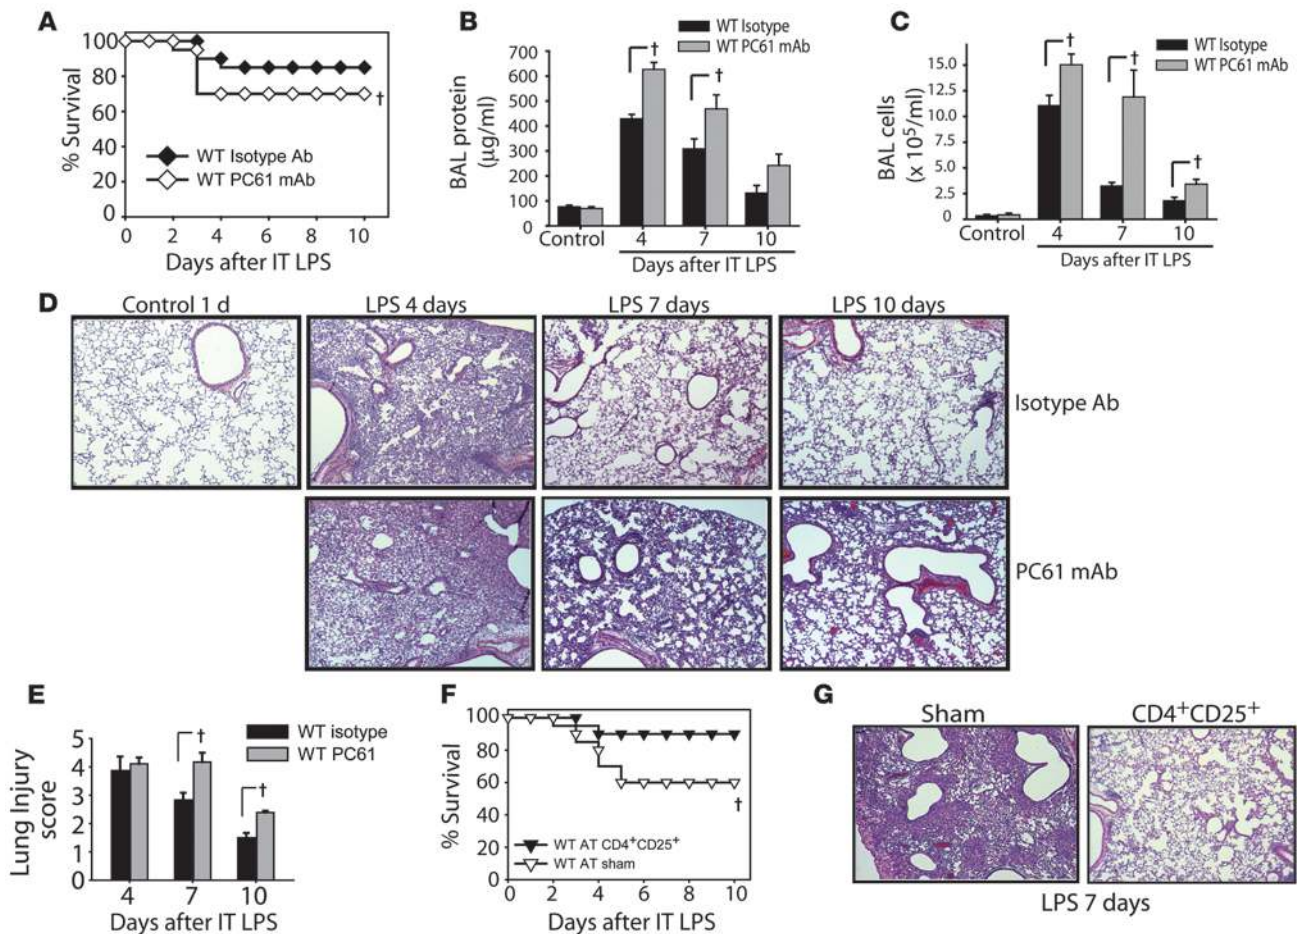 A
100
80
60
40
20
0
% Survival
WT Isotype Ab
WT PC61 mAb
†
0 2 4 6 8 10
Days after IT LPS
B
WT Isotype
WT PC61 mAb
700
600
500
400
300
200
100
0
BAL protein
(µg/ml)
† †
Control 4 7 10
Days after IT LPS
C
WT Isotype
WT PC61 mAb
15.0
12.5
10.0
7.5
5.0
2.5
0
BAL cells
(x 10⁵/ml)
† † †
Control 4 7 10
Days after IT LPS
D
Control 1 d LPS 4 days LPS 7 days LPS 10 days
Isotype Ab
PC61 mAb
E
WT isotype
WT PC61
5
4
3
2
1
0
Lung Injury
score
† †
4 7 10
Days after IT LPS
F
100
80
60
40
20
0
% Survival
†
WT AT CD4⁺CD25⁺
WT AT sham
0 2 4 6 8 10
Days after IT LPS
G
Sham CD4⁺CD25⁺
LPS 7 days